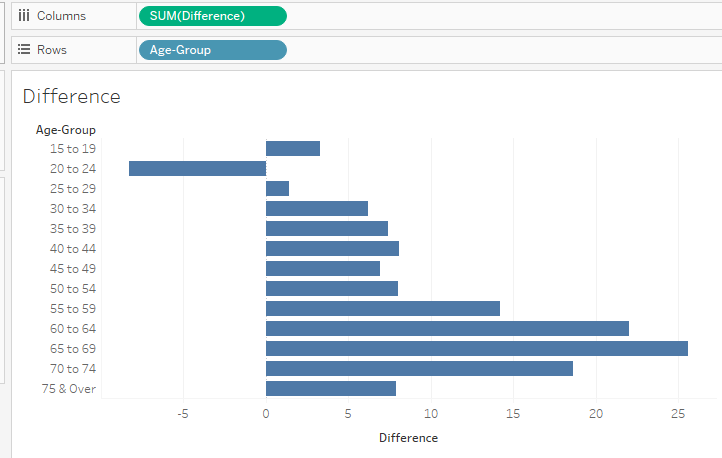 Columns SUM(Difference)
Rows Age-Group
Difference
Age-Group
15 to 19
20 to 24
25 to 29
30 to 34
35 to 39
40 to 44
45 to 49
50 to 54
55 to 59
60 to 64
65 to 69
70 to 74
75 & Over
-5 0 5 10 15 20 25
Difference